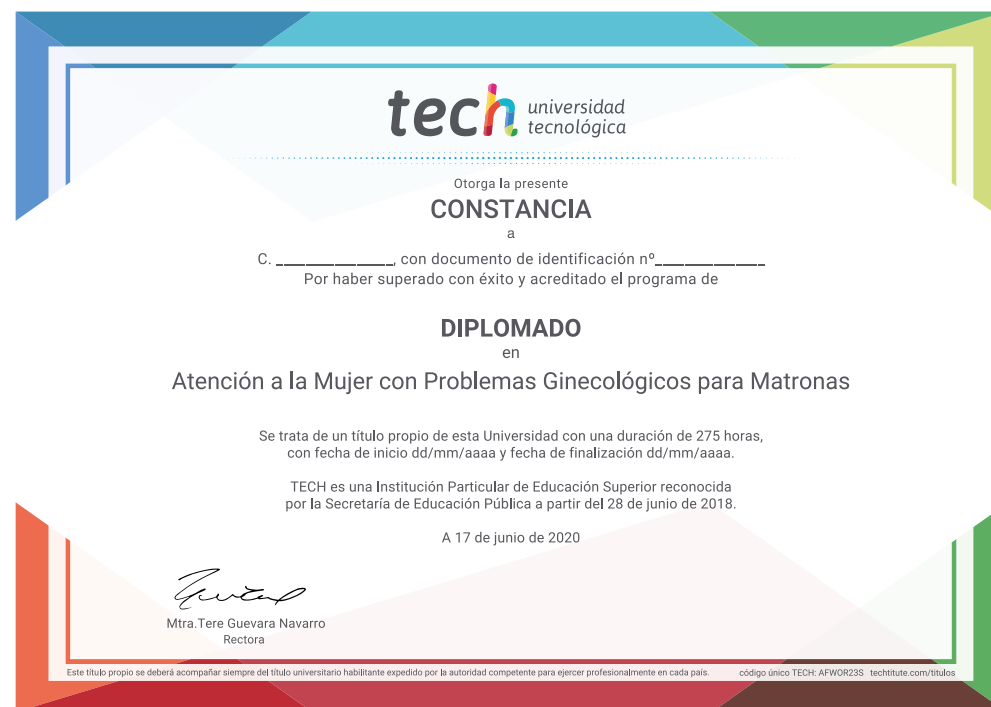 tech universidad
tecnológica
Otorga la presente
CONSTANCIA
a
C. ______________, con documento de identificación nº_____________
Por haber superado con éxito y acreditado el programa de
DIPLOMADO
en
Atención a la Mujer con Problemas Ginecológicos para Matronas
Se trata de un título propio de esta Universidad con una duración de 275 horas,
con fecha de inicio dd/mm/aaaa y fecha de finalización dd/mm/aaaa.
TECH es una Institución Particular de Educación Superior reconocida
por la Secretaría de Educación Pública a partir del 28 de junio de 2018.
A 17 de junio de 2020
Mtra.Tere Guevara Navarro
Rectora
Este título propio se deberá acompañar siempre del título universitario habilitante expedido por la autoridad competente para ejercer profesionalmente en cada país. código único TECH: AFWOR23S techtitute.com/titulos